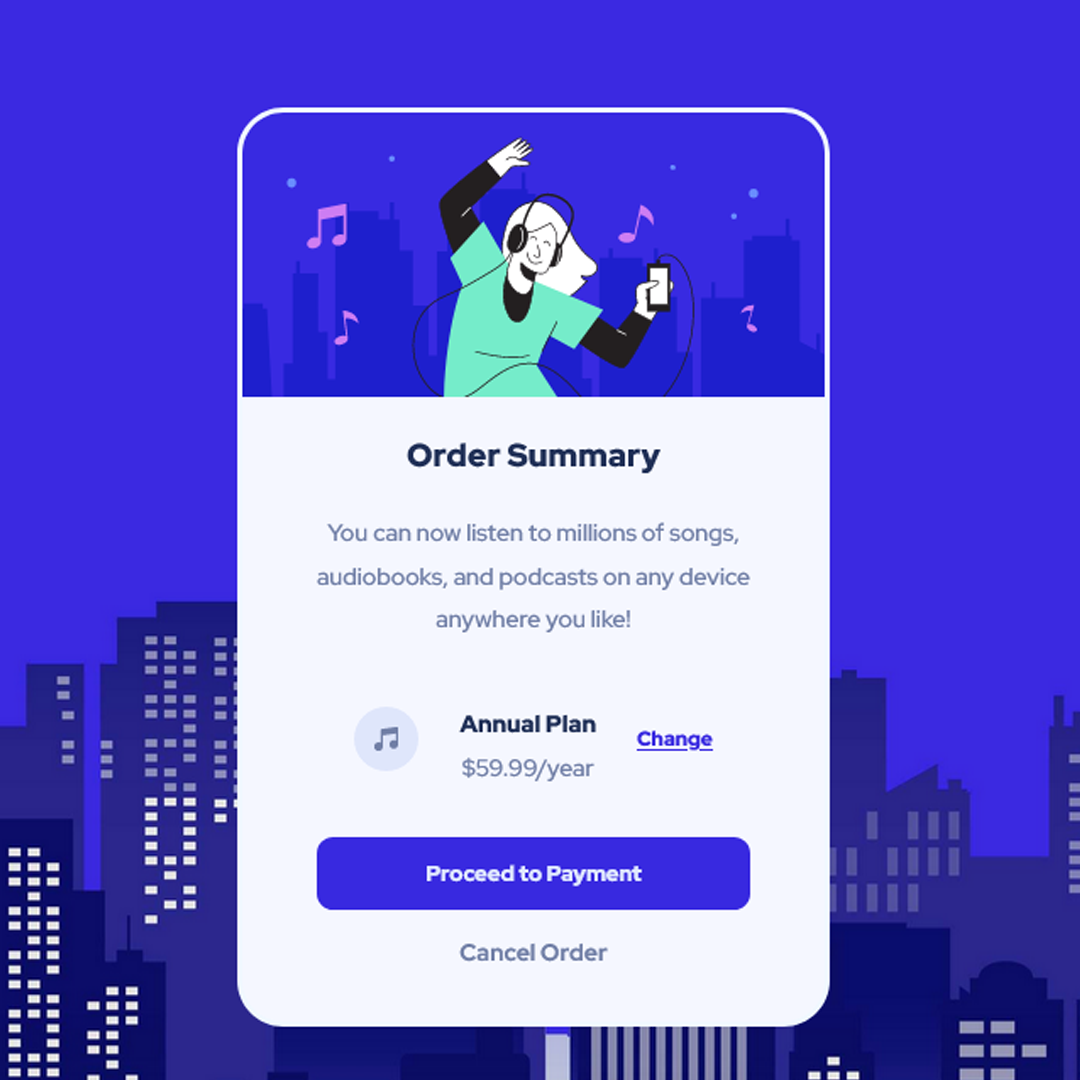 Order Summary
You can now listen to millions of songs,
audiobooks, and podcasts on any device
anywhere you like!
Annual Plan
$59.99/year
Change
Proceed to Payment
Cancel Order